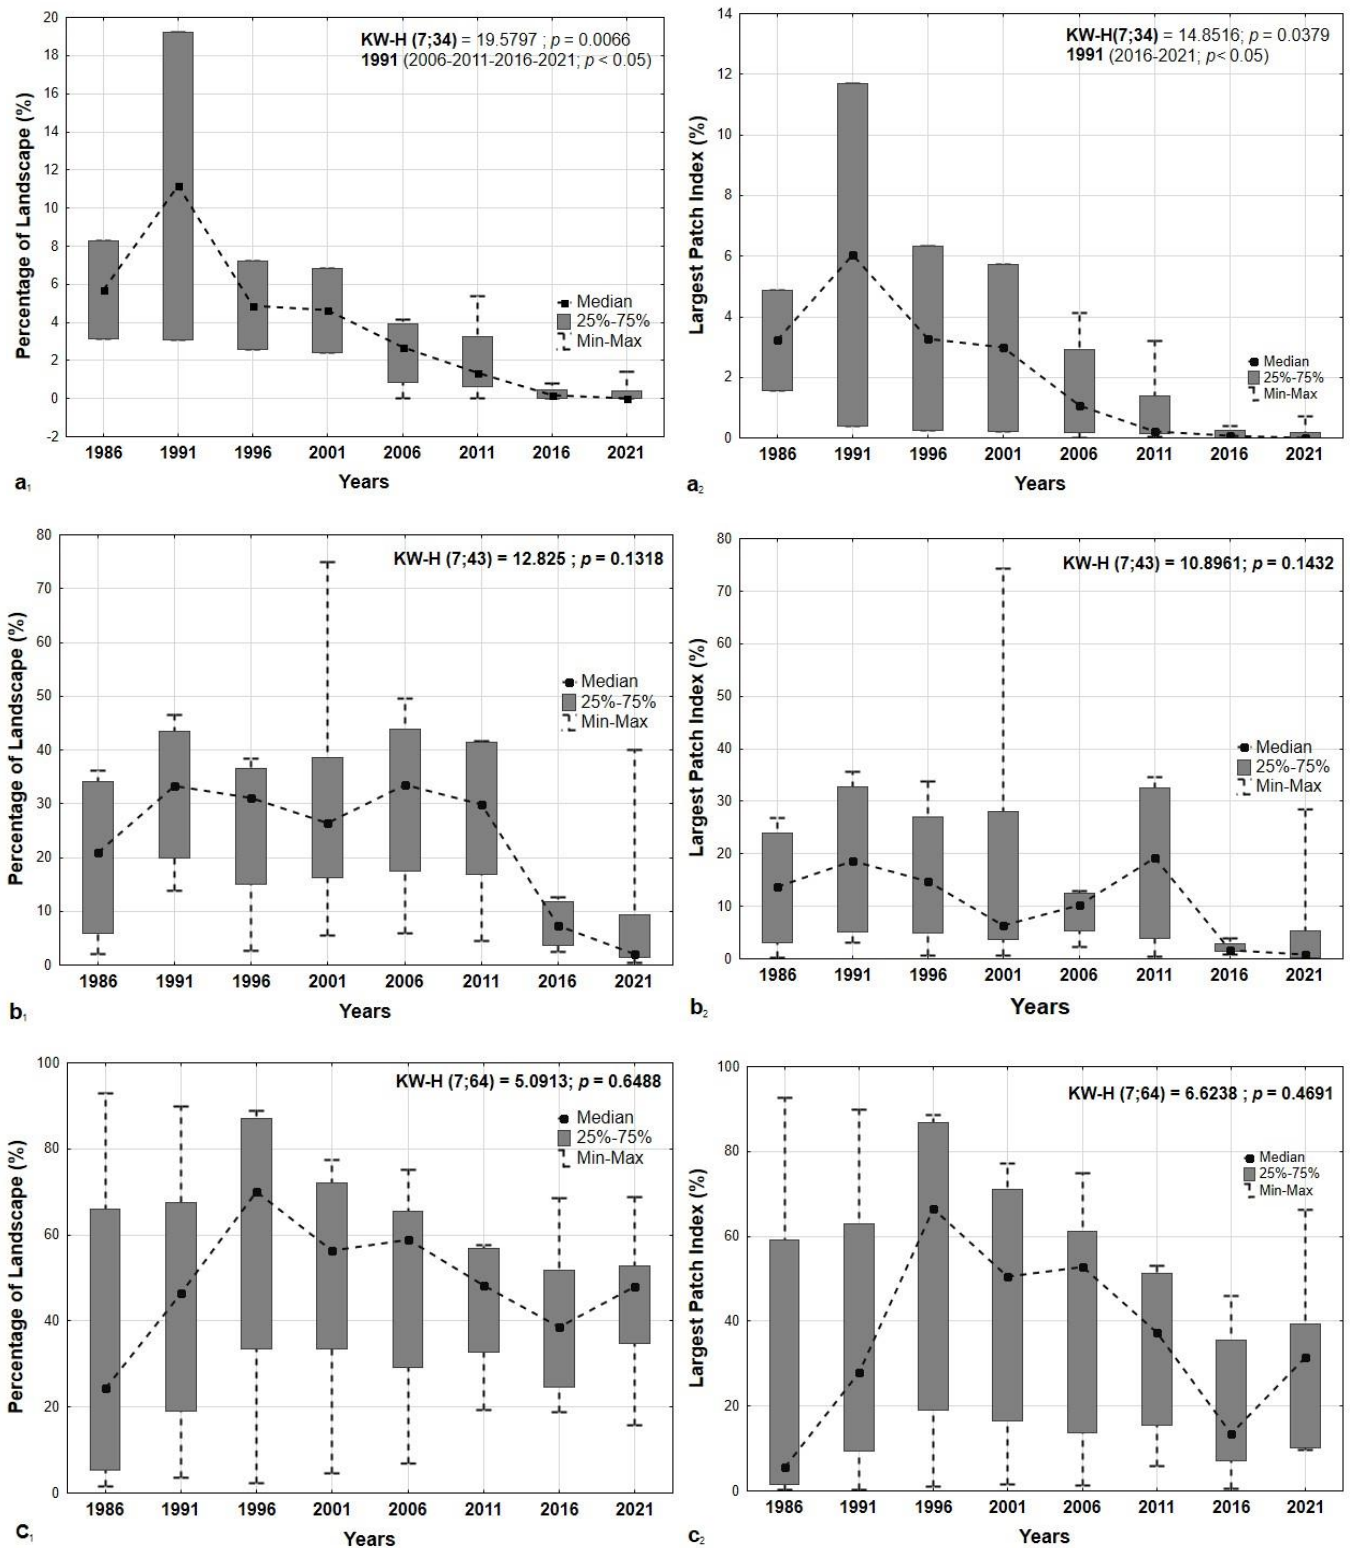 20
18
16
14
12
10
8
6
4
2
0
-2
Percentage of Landscape (%)
KW-H (7;34) = 19.5797 ; p = 0.0066
1991 (2006-2011-2016-2021; p < 0.05)
Median
25%-75%
Min-Max
1986 1991 1996 2001 2006 2011 2016 2021
Years
a1
14
12
10
8
6
4
2
0
Largest Patch Index (%)
KW-H(7;34) = 14.8516; p = 0.0379
1991 (2016-2021; p< 0.05)
Median
25%-75%
Min-Max
1986 1991 1996 2001 2006 2011 2016 2021
Years
a2
80
70
60
50
40
30
20
10
0
Percentage of Landscape (%)
KW-H (7;43) = 12.825 ; p = 0.1318
Median
25%-75%
Min-Max
1986 1991 1996 2001 2006 2011 2016 2021
Years
b1
80
70
60
50
40
30
20
10
0
Largest Patch Index (%)
KW-H (7;43) = 10.8961; p = 0.1432
Median
25%-75%
Min-Max
1986 1991 1996 2001 2006 2011 2016 2021
Years
b2
100
80
60
40
20
0
Percentage of Landscape (%)
KW-H (7;64) = 5.0913; p = 0.6488
Median
25%-75%
Min-Max
1986 1991 1996 2001 2006 2011 2016 2021
Years
C1
100
80
60
40
20
0
Largest Patch Index (%)
KW-H (7;64) = 6.6238 ; p = 0.4691
Median
25%-75%
Min-Max
1986 1991 1996 2001 2006 2011 2016 2021
Years
c2